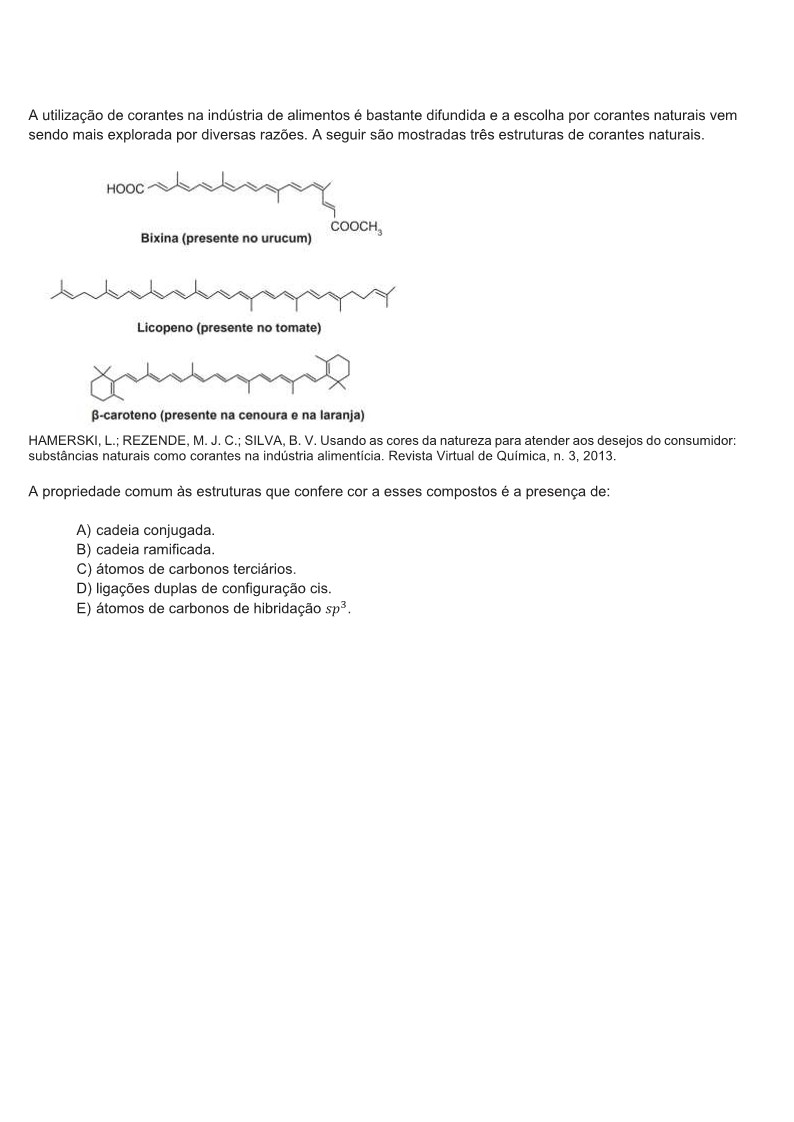 A utilização de corantes na indústria de alimentos é bastante difundida e a escolha por corantes naturais vem
sendo mais explorada por diversas razões. A seguir são mostradas três estruturas de corantes naturais.
HOOC
COOCH3
Bixina (presente no urucum)
Licopeno (presente no tomate)
β-caroteno (presente na cenoura e na laranja)
HAMERSKI, L.; REZENDE, M. J. C.; SILVA, B. V. Usando as cores da natureza para atender aos desejos do consumidor:
substâncias naturais como corantes na indústria alimentícia. Revista Virtual de Química, n. 3, 2013.
A propriedade comum às estruturas que confere cor a esses compostos é a presença de:
A) cadeia conjugada.
B) cadeia ramificada.
C) átomos de carbonos terciários.
D) ligações duplas de configuração cis.
E) átomos de carbonos de hibridação sp³.